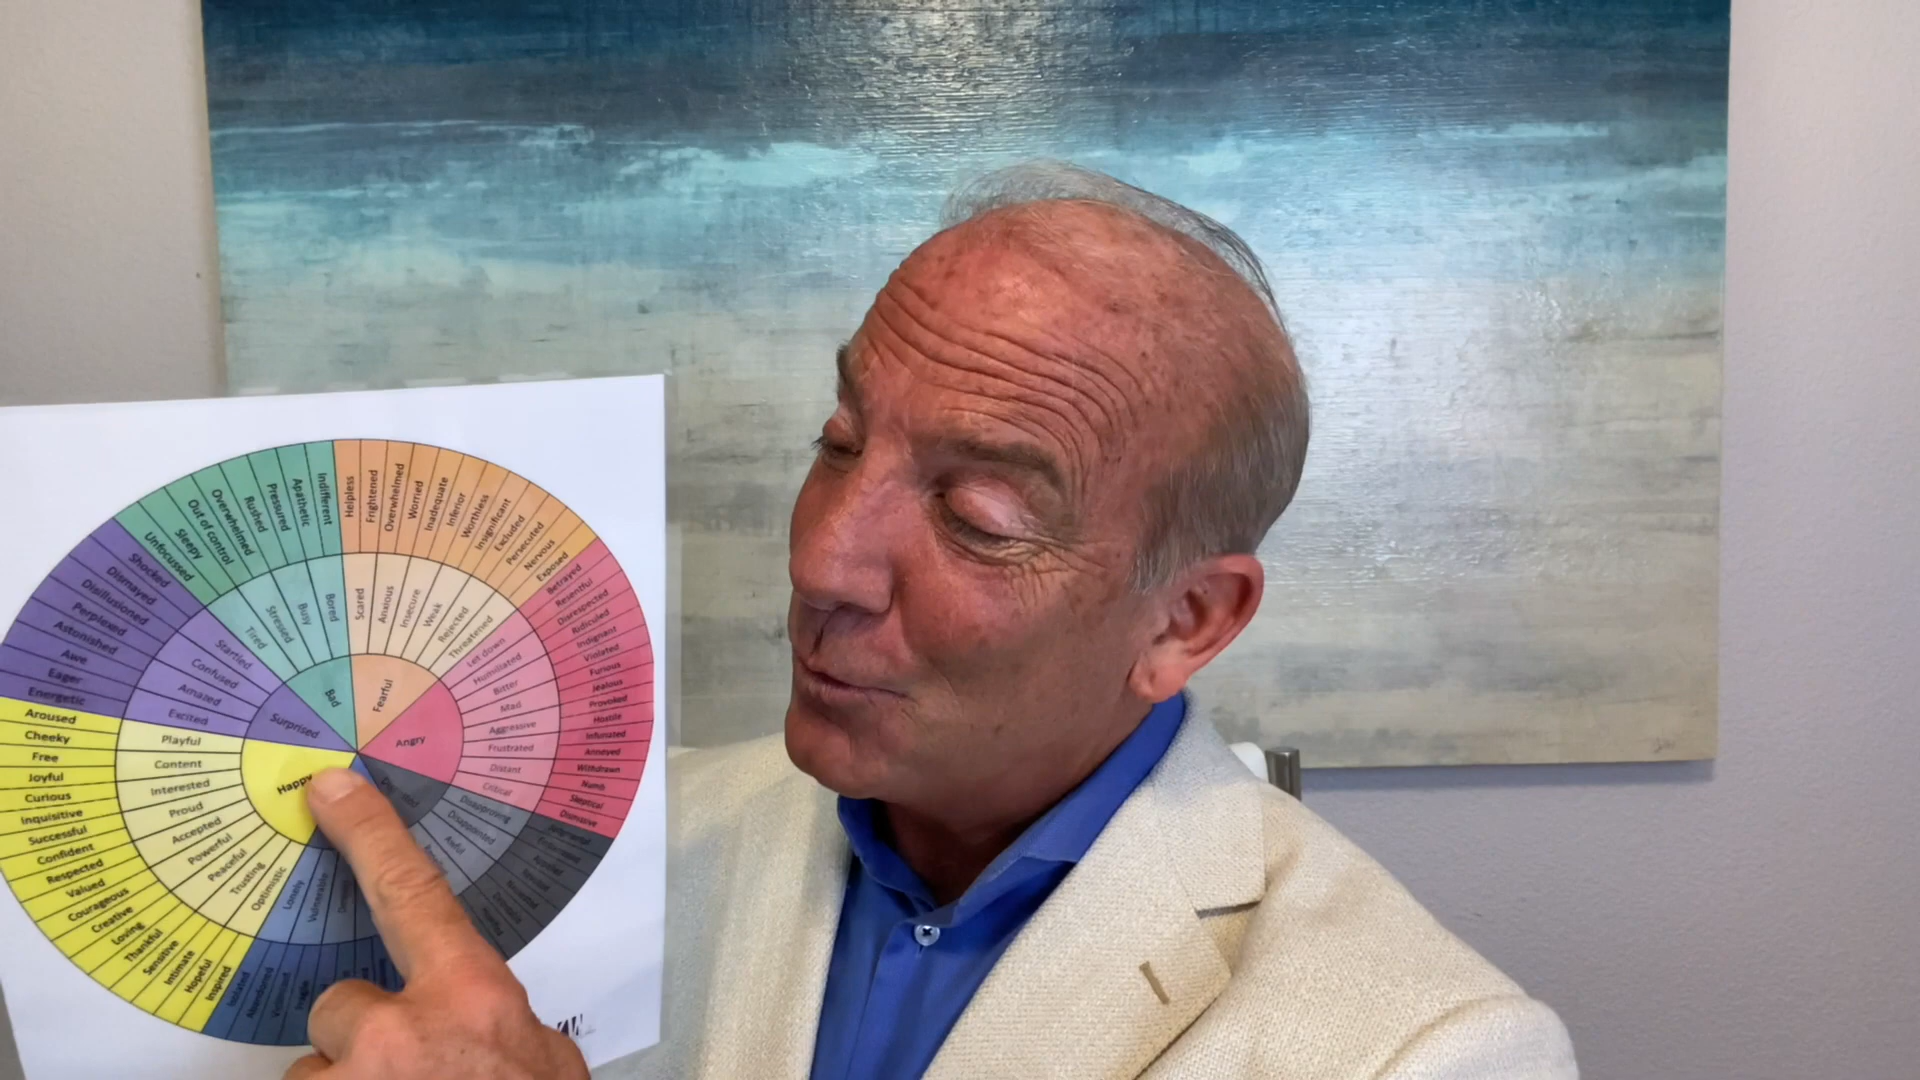 Helpless
Frightened
Overwhelmed
Worried
Inadequate
Inferior
Worthless
Insignificant
Excluded
Persecuted
Nervous
Exposed
Betrayed
Resentful
Disrespected
Ridiculed
Indignant
Violated
Furious
Jealous
Provoked
Hostile
Infuriated
Annoyed
Withdrawn
Numb
Skeptical
Dismissive
Indifferent
Apathetic
Pressured
Rushed
Overwhelmed
Out of control
Sleepy
Unfocussed
Shocked
Dismayed
Disillusioned
Perplexed
Astonished
Awe
Eager
Energetic
Aroused
Cheeky
Free
Joyful
Curious
Inquisitive
Successful
Confident
Respected
Valued
Courageous
Creative
Loving
Thankful
Sensitive
Intimate
Hopeful
Inspired
Isolated
Abandoned
Victimized
Fragile
Scared
Anxious
Insecure
Weak
Rejected
Threatened
Let down
Humiliated
Bitter
Mad
Aggressive
Frustrated
Distant
Critical
Disapproving
Disappointed
Awful
Bored
Busy
Stressed
Tired
Startled
Confused
Amazed
Excited
Playful
Content
Interested
Proud
Accepted
Powerful
Peaceful
Trusting
Optimistic
Lonely
Vulnerable
Bad
Fearful
Angry
Surprised
Happy